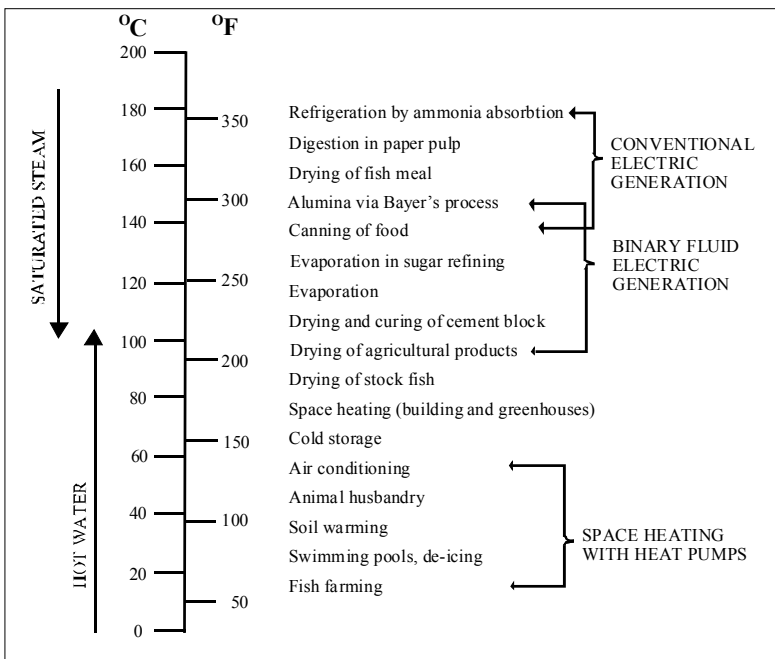 °C °F
200
180
160
140
120
100
80
60
40
20
0
350
300
250
200
150
100
50
SATURATED STEAM
HOT WATER
Refrigeration by ammonia absorbtion
Digestion in paper pulp
Drying of fish meal
Alumina via Bayer's process
Canning of food
Evaporation in sugar refining
Evaporation
Drying and curing of cement block
Drying of agricultural products
Drying of stock fish
Space heating (building and greenhouses)
Cold storage
Air conditioning
Animal husbandry
Soil warming
Swimming pools, de-icing
Fish farming
CONVENTIONAL
ELECTRIC
GENERATION
BINARY FLUID
ELECTRIC
GENERATION
SPACE HEATING
WITH HEAT PUMPS